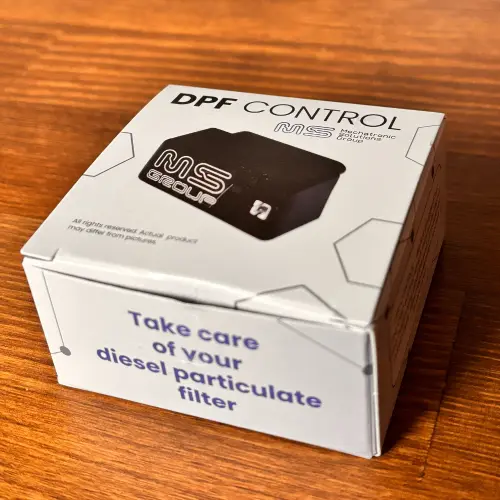 DPF CONTROL
MS Mechatronic
Solutions
Group
MS
GROUP
All rights reserved. Actual product
may differ from pictures.
Take care
of your
diesel particulate
filter